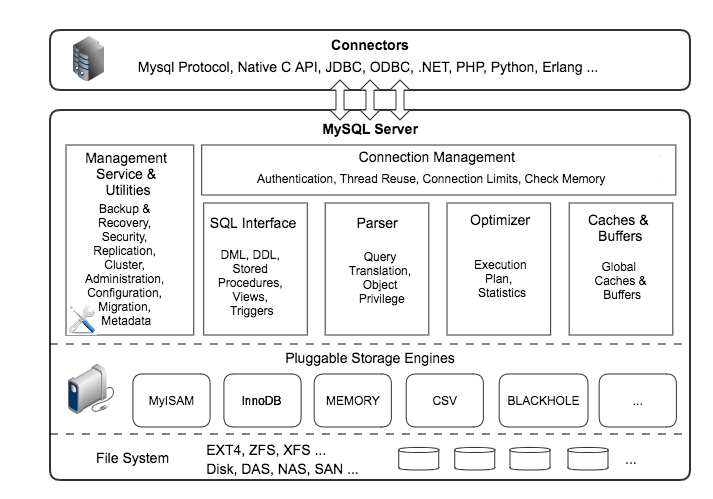 Connectors
Mysql Protocol, Native C API, JDBC, ODBC, .NET, PHP, Python, Erlang ...
MySQL Server
Management
Service &
Utilities
Backup &
Recovery,
Security,
Replication,
Cluster,
Administration,
Configuration,
Migration,
Metadata
Connection Management
Authentication, Thread Reuse, Connection Limits, Check Memory
SQL Interface
DML, DDL,
Stored
Procedures,
Views,
Triggers
Parser
Query
Translation,
Object
Privilege
Optimizer
Execution
Plan,
Statistics
Caches &
Buffers
Global
Caches &
Buffers
Pluggable Storage Engines
MyISAM
InnoDB
MEMORY
CSV
BLACKHOLE
...
File System
EXT4, ZFS, XFS ...
Disk, DAS, NAS, SAN ...
...